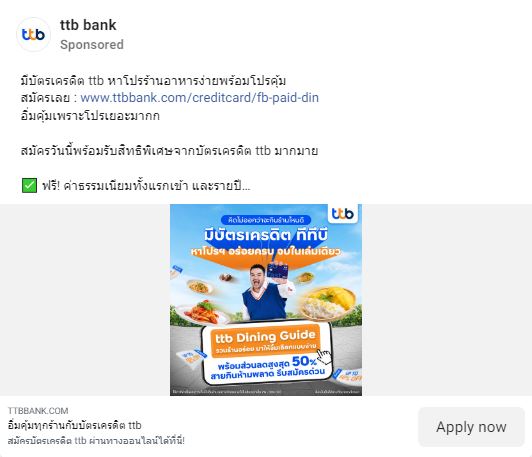 ttb
ttb bank
Sponsored
มีบัตรเครดิต ttb หาโปรร้านอาหารง่ายพร้อมโปรคุ้ม
สมัครเลย : www.ttbbank.com/creditcard/fb-paid-din
อิ่มคุ้มเพราะโปรเยอะมากก
สมัครวันนี้พร้อมรับสิทธิพิเศษจากบัตรเครดิต ttb มากมาย
✅ ฟรี! ค่าธรรมเนียมทั้งแรกเข้า และรายปี...
ttb
คิดไม่ออกว่าจะกินร้านไหนดี
มีบัตรเครดิต ทีทีบี
หาโปรฯ อร่อยครบ จบในเล่มเดียว
ttb Dining Guide
รวมร้านอร่อย มาให้จิ้มเลือกแบบง่าย
พร้อมส่วนลดสูงสุด 50%
สายกินห้ามพลาด รีบสมัครด่วน
TTBBANK.COM
อิ่มคุ้มทุกร้านกับบัตรเครดิต ttb
สมัครบัตรเครดิต ttb ผ่านทางออนไลน์ได้ที่นี่!
Apply now